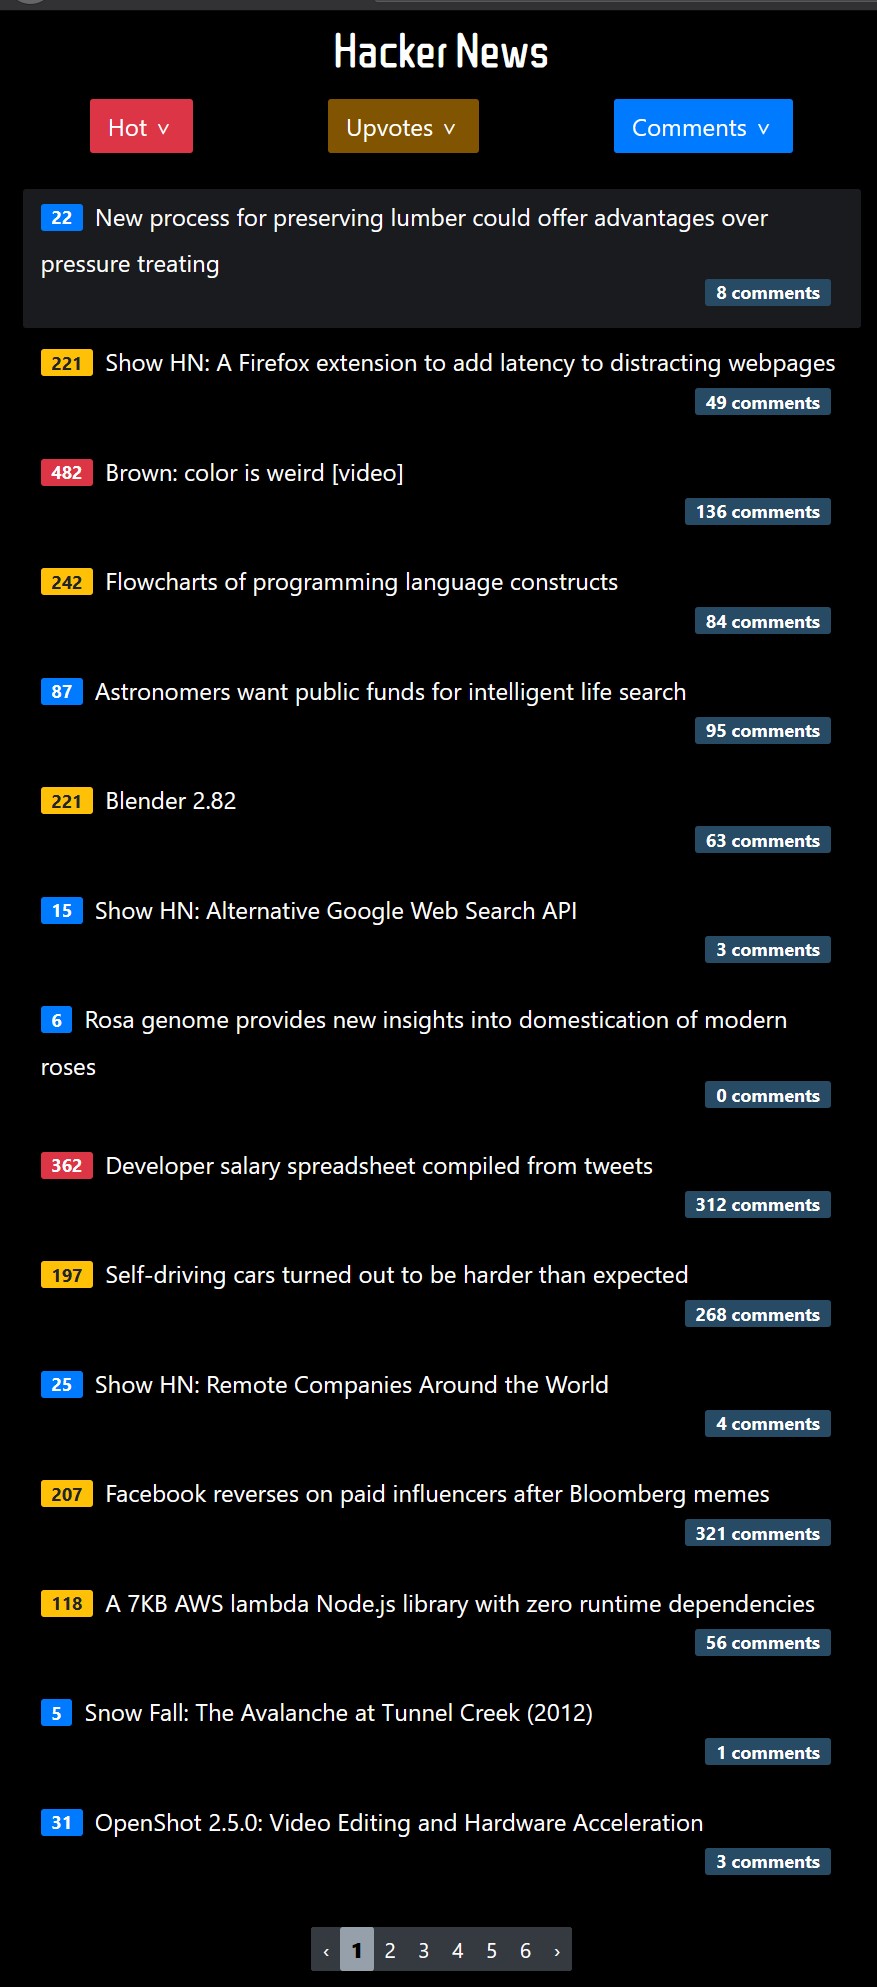 Hacker News
Hot ˅
Upvotes ˅
Comments ˅
22 New process for preserving lumber could offer advantages over
pressure treating
8 comments
221 Show HN: A Firefox extension to add latency to distracting webpages
49 comments
482 Brown: color is weird [video]
136 comments
242 Flowcharts of programming language constructs
84 comments
87 Astronomers want public funds for intelligent life search
95 comments
221 Blender 2.82
63 comments
15 Show HN: Alternative Google Web Search API
3 comments
6 Rosa genome provides new insights into domestication of modern
roses
0 comments
362 Developer salary spreadsheet compiled from tweets
312 comments
197 Self-driving cars turned out to be harder than expected
268 comments
25 Show HN: Remote Companies Around the World
4 comments
207 Facebook reverses on paid influencers after Bloomberg memes
321 comments
118 A 7KB AWS lambda Node.js library with zero runtime dependencies
56 comments
5 Snow Fall: The Avalanche at Tunnel Creek (2012)
1 comments
31 OpenShot 2.5.0: Video Editing and Hardware Acceleration
3 comments
‹ 1 2 3 4 5 6 ›